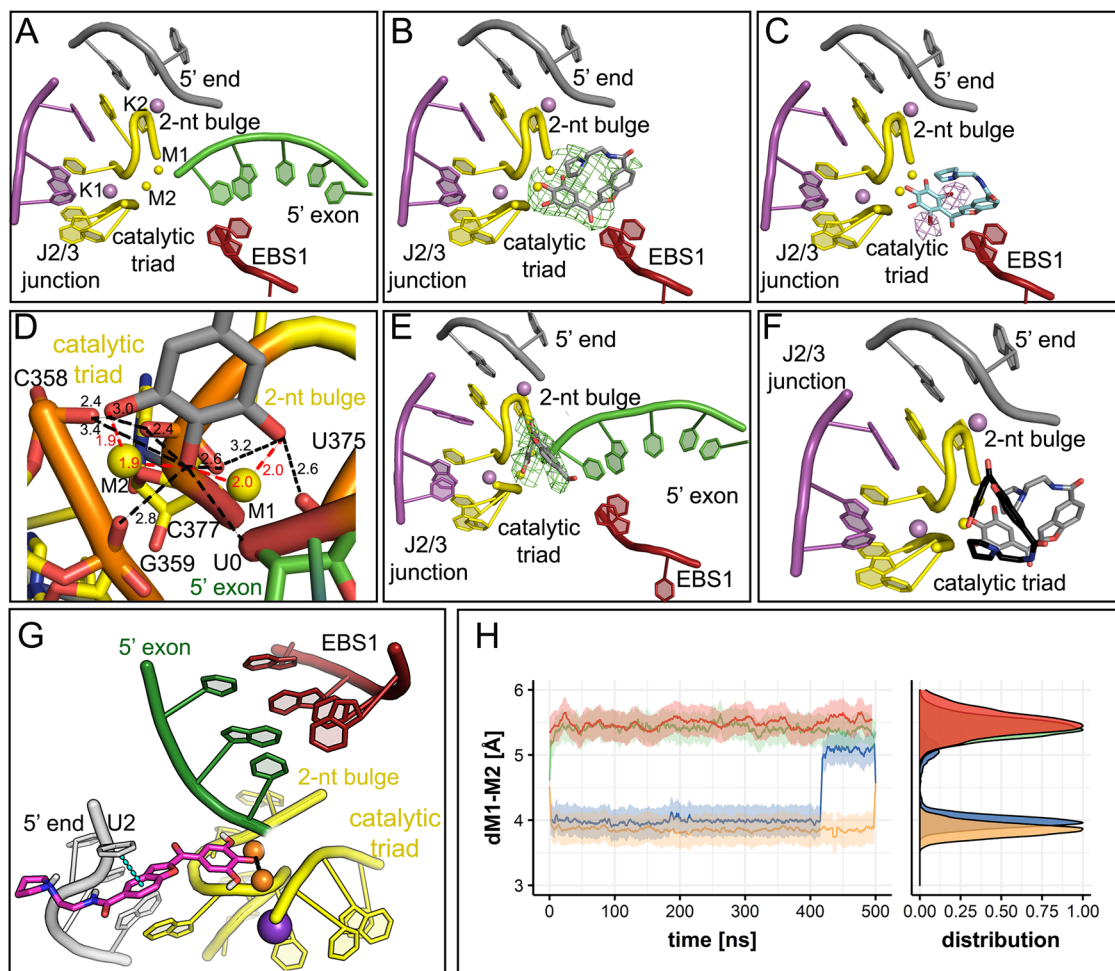 A
5' end
K2
2-nt bulge
M1
K1
M2
5' exon
J2/3
junction
catalytic
triad
EBS1
B
5' end
2-nt bulge
J2/3
junction
catalytic
triad
EBS1
C
5' end
2-nt bulge
J2/3
junction
catalytic
triad
EBS1
D
catalytic
triad
C358
2-nt bulge
2.4
3.0
3.4
2.4
1.9
3.2
U375
1.9
2.6
2.0
2.6
M2
2.0
M1
2.8
C377
G359
U0
5' exon
E
5' end
2-nt bulge
5' exon
J2/3
junction
catalytic
triad
EBS1
F
J2/3
junction
5' end
2-nt bulge
catalytic triad
G
5' exon
EBS1
2-nt bulge
5' end
U2
catalytic
triad
H
dM1-M2 [Å]
6
5
4
3
0
100
200
300
400
500
time [ns]
0.00
0.25
0.50
0.75
1.00
distribution